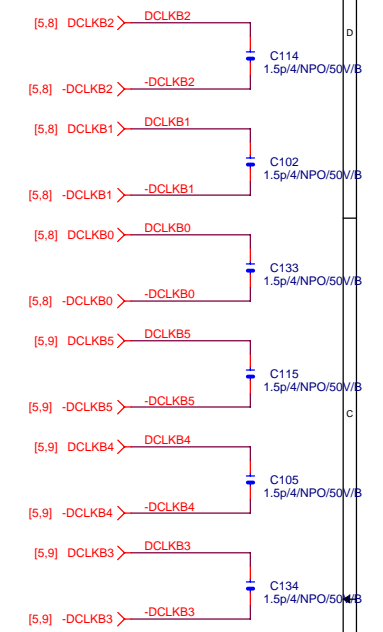 [5,8] DCLKB2 DCLKB2
D
C114
1.5p/4/NPO/50V/B
[5,8] -DCLKB2 -DCLKB2
[5,8] DCLKB1 DCLKB1
C102
1.5p/4/NPO/50V/B
[5,8] -DCLKB1 -DCLKB1
[5,8] DCLKB0 DCLKB0
C133
1.5p/4/NPO/50V/B
[5,8] -DCLKB0 -DCLKB0
[5,9] DCLKB5 DCLKB5
C115
1.5p/4/NPO/50V/B
[5,9] -DCLKB5 -DCLKB5
C
[5,9] DCLKB4 DCLKB4
C105
1.5p/4/NPO/50V/B
[5,9] -DCLKB4 -DCLKB4
[5,9] DCLKB3 DCLKB3
C134
1.5p/4/NPO/50V/B
[5,9] -DCLKB3 -DCLKB3